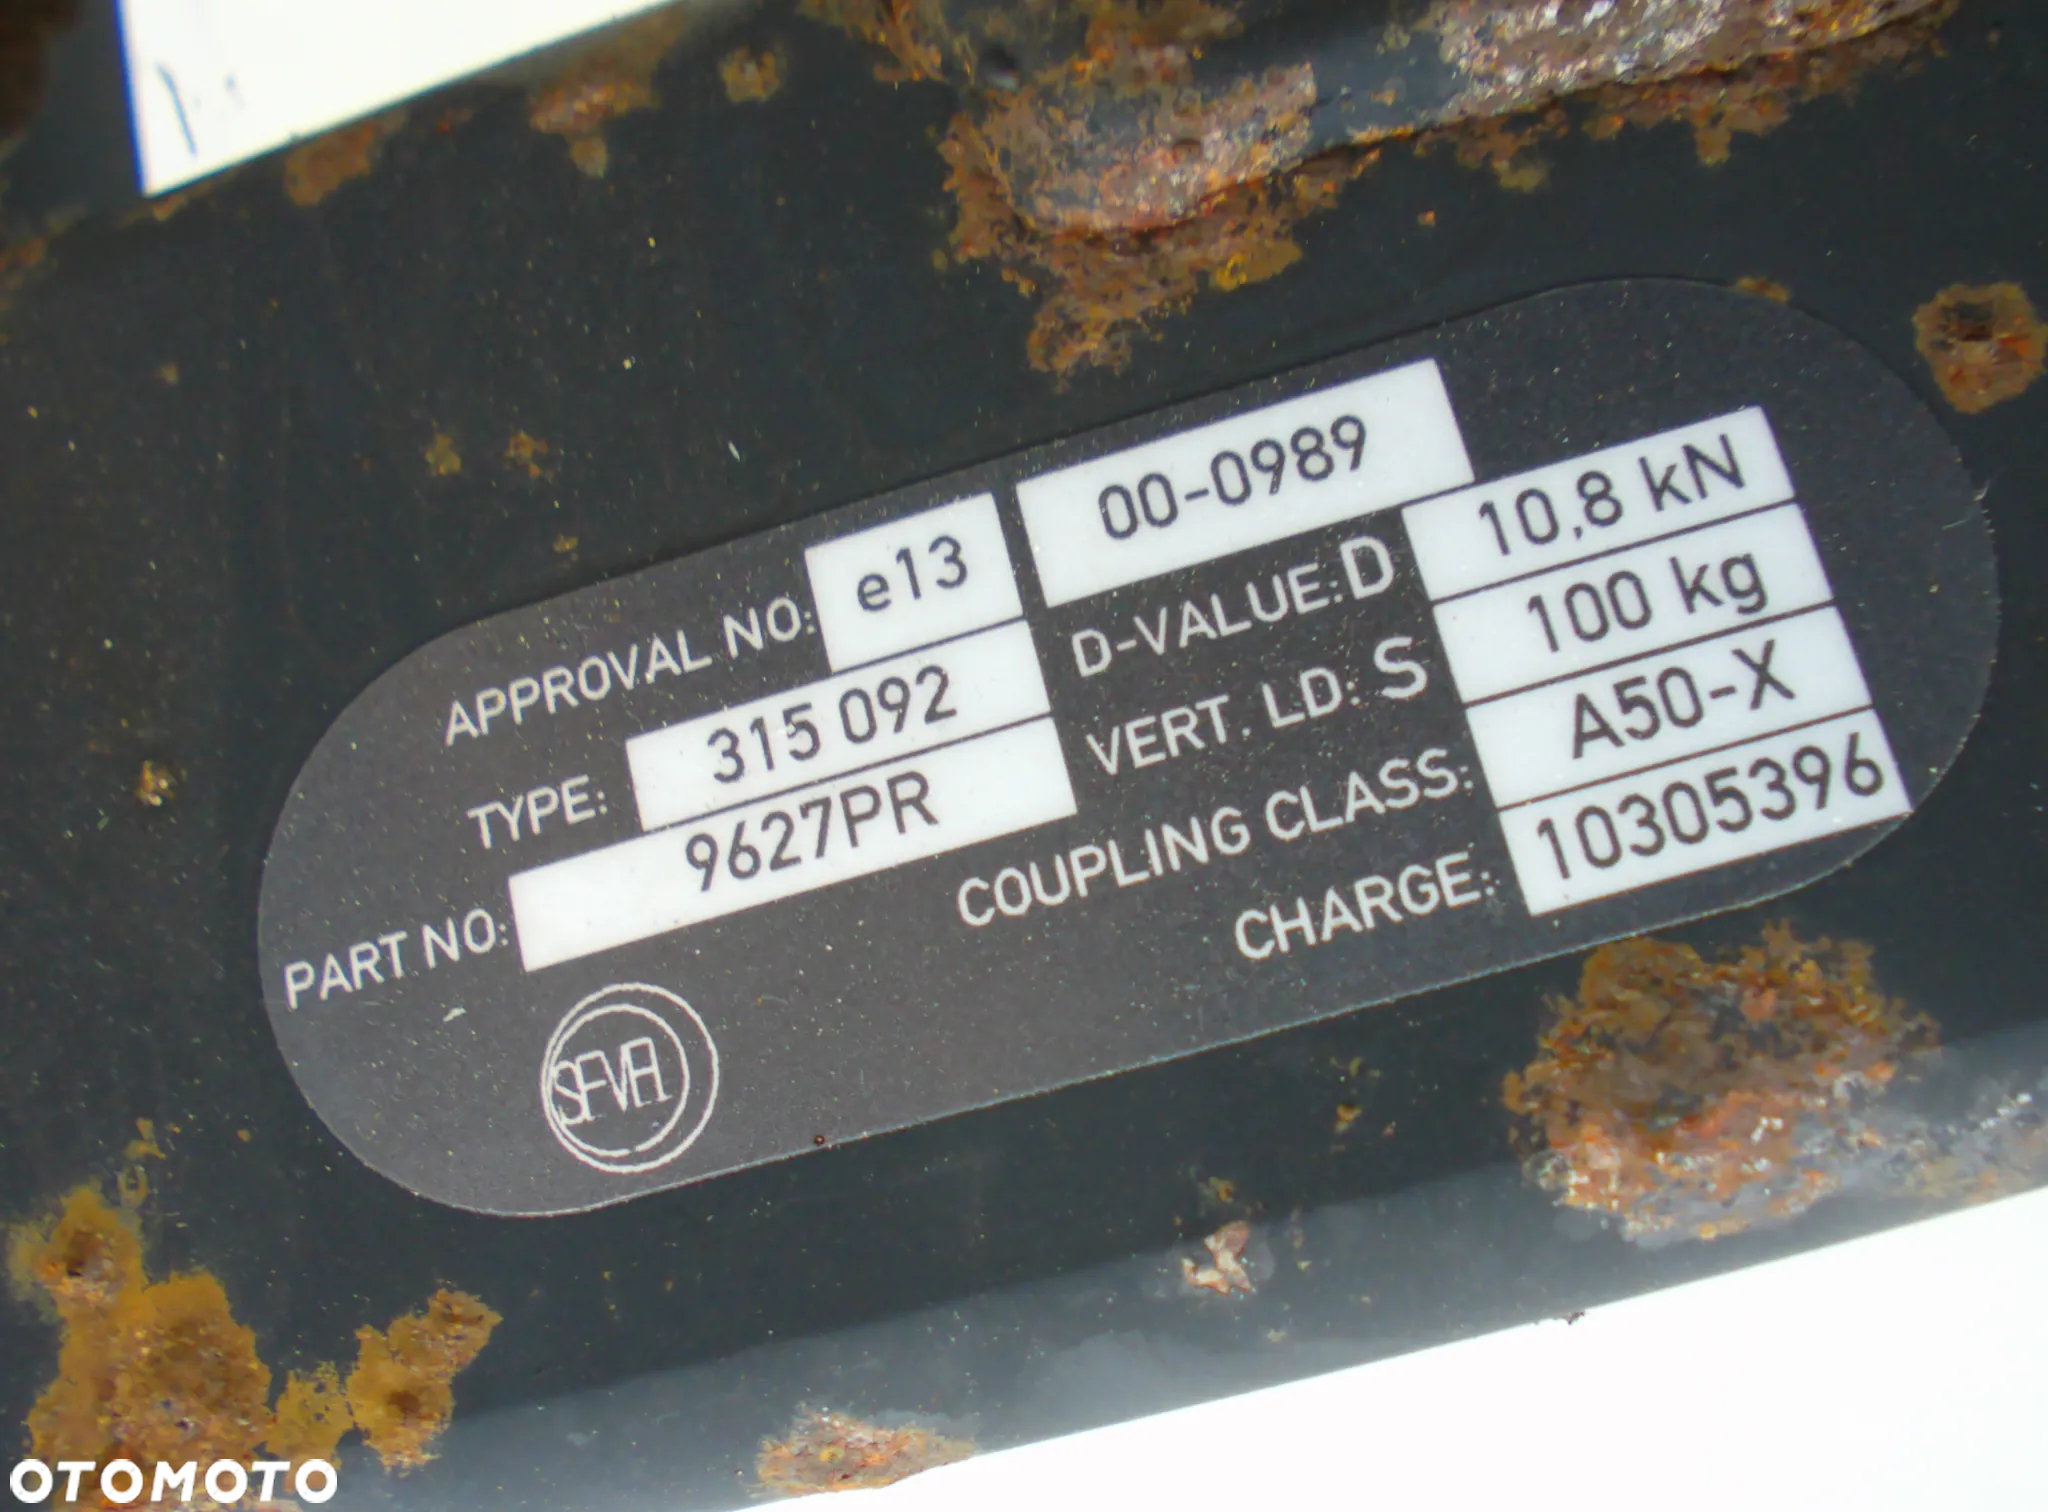 APPROVAL NO: e13 00-0989
TYPE: 315 092
PART NO: 9627PR
D-VALUE: D 10,8 kN
VERT. LD: S 100 kg
COUPLING CLASS: A50-X
CHARGE: 10305396
SEVEL
OTOMOTO